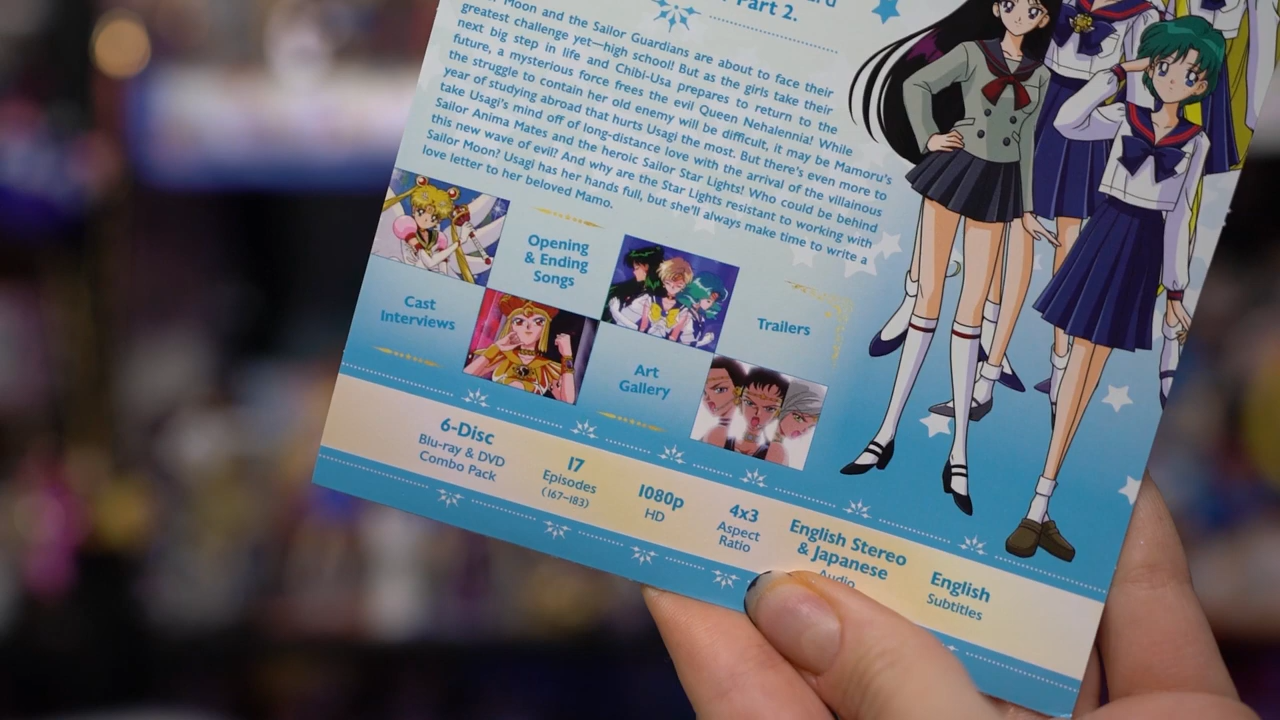 Part 2.
Moon and the Sailor Guardians are about to face their
greatest challenge yet—high school! But as the girls take their
next big step in life and Chibi-Usa prepares to return to the
future, a mysterious force frees the evil Queen Nehalennia! While
the struggle to contain her old enemy will be difficult, it may be Mamoru's
year of studying abroad that hurts Usagi the most. But there's even more to
take Usagi's mind off of long-distance love with the arrival of the villainous
Sailor Anima Mates and the heroic Sailor Star Lights! Who could be behind
this new wave of evil? And why are the Star Lights resistant to working with
Sailor Moon? Usagi has her hands full, but she'll always make time to write a
love letter to her beloved Mamo.
Opening
& Ending
Songs
Cast
Interviews
Trailers
Art
Gallery
6-Disc
Blu-ray & DVD
Combo Pack
17
Episodes
(167-183)
1080p
HD
4x3
Aspect
Ratio
English Stereo
& Japanese
Audio
English
Subtitles